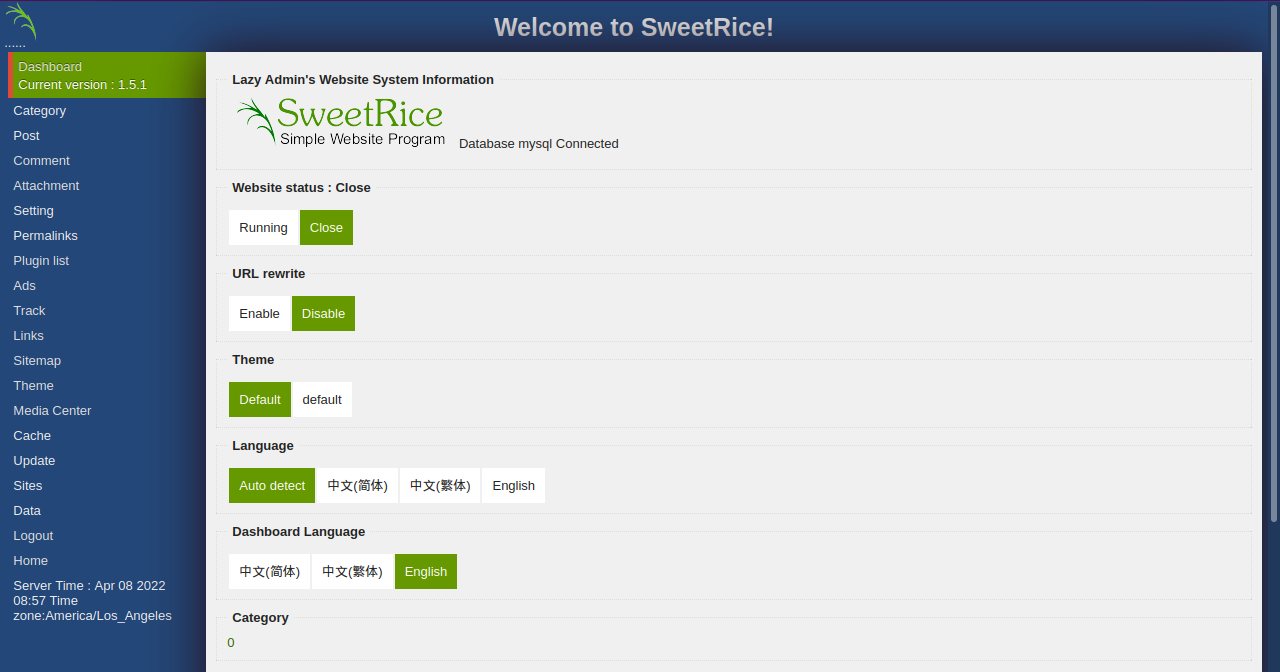 Welcome to SweetRice!
......
Dashboard
Current version : 1.5.1
Category
Post
Comment
Attachment
Setting
Permalinks
Plugin list
Ads
Track
Links
Sitemap
Theme
Media Center
Cache
Update
Sites
Data
Logout
Home
Server Time : Apr 08 2022
08:57 Time
zone:America/Los_Angeles
Lazy Admin's Website System Information
SweetRice
Simple Website Program
Database mysql Connected
Website status : Close
Running Close
URL rewrite
Enable Disable
Theme
Default default
Language
Auto detect 中文(简体) 中文(繁體) English
Dashboard Language
中文(简体) 中文(繁體) English
Category
0